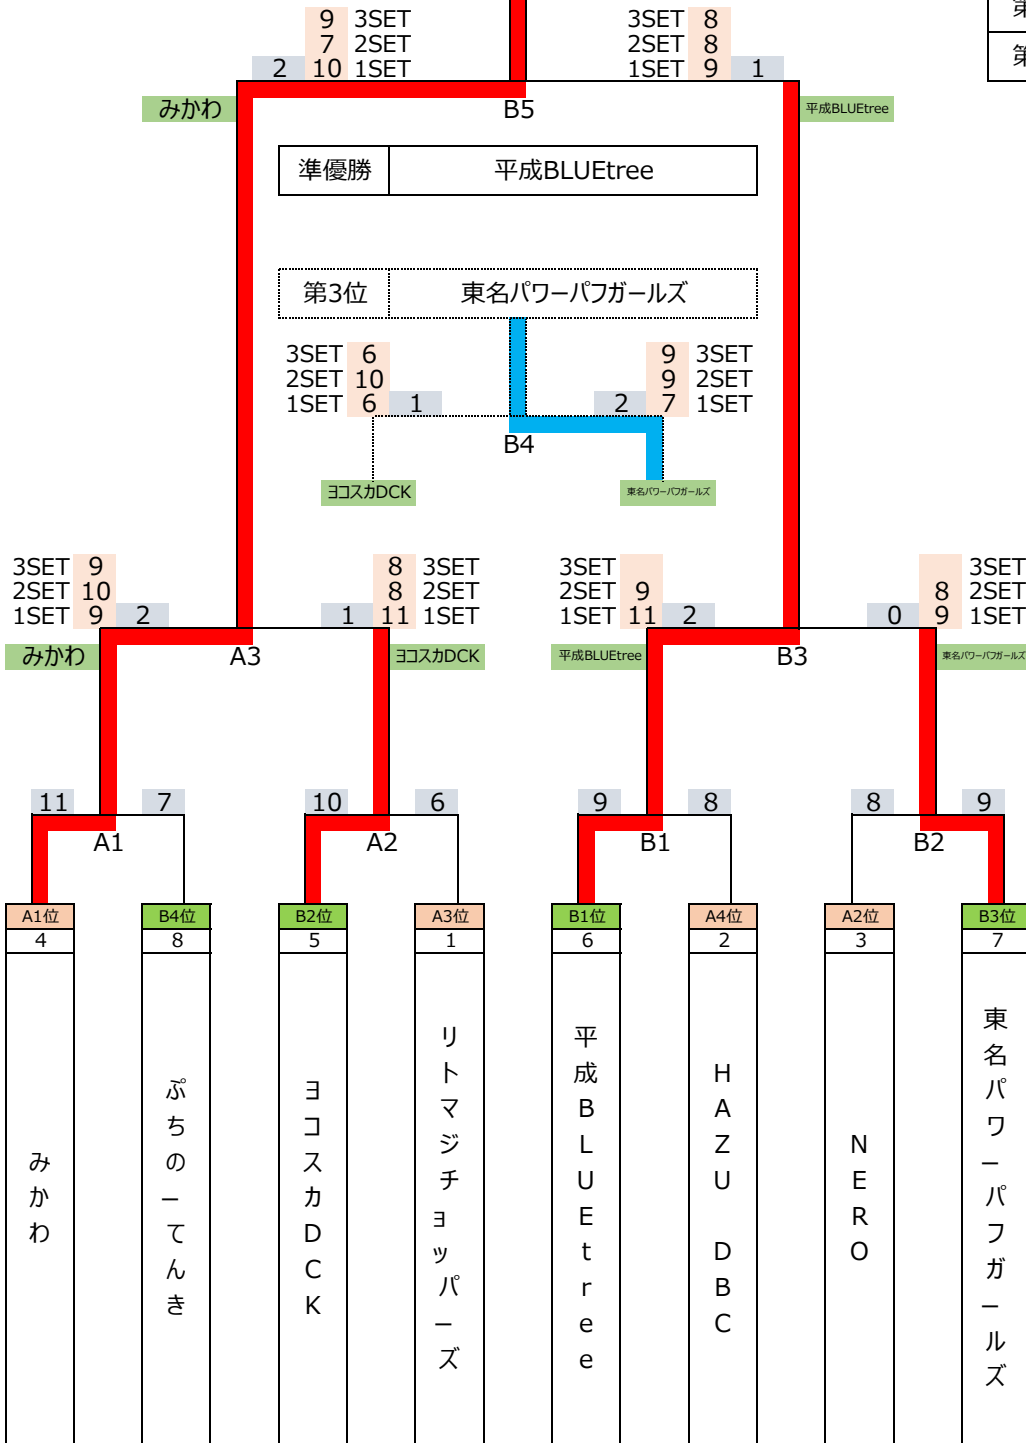 9 3SET 3SET 8 第
7 2SET 2SET 8
2 10 1SET 1SET 9 1 第
みかわ B5 平成BLUEtree
準優勝 平成BLUEtree
第3位 東名パワーパフガールズ
3SET 6 9 3SET
2SET 10 9 2SET
1SET 6 1 2 7 1SET
B4
ヨコスカDCK 東名パワーパフガールズ
3SET 9 8 3SET 3SET 3SET
2SET 10 8 2SET 2SET 9 8 2SET
1SET 9 2 1 11 1SET 1SET 11 2 0 9 1SET
みかわ A3 ヨコスカDCK 平成BLUEtree B3 東名パワーパフガールズ
11 7 10 6 9 8 8 9
A1 A2 B1 B2
A1位 B4位 B2位 A3位 B1位 A4位 A2位 B3位
4 8 5 1 6 2 3 7
みかわ
ぷちのーてんき
ヨコスカDCK
リトマジチョッパーズ
平成BLUEtree
HAZU DBC
NERO
東名パワーパフガールズ